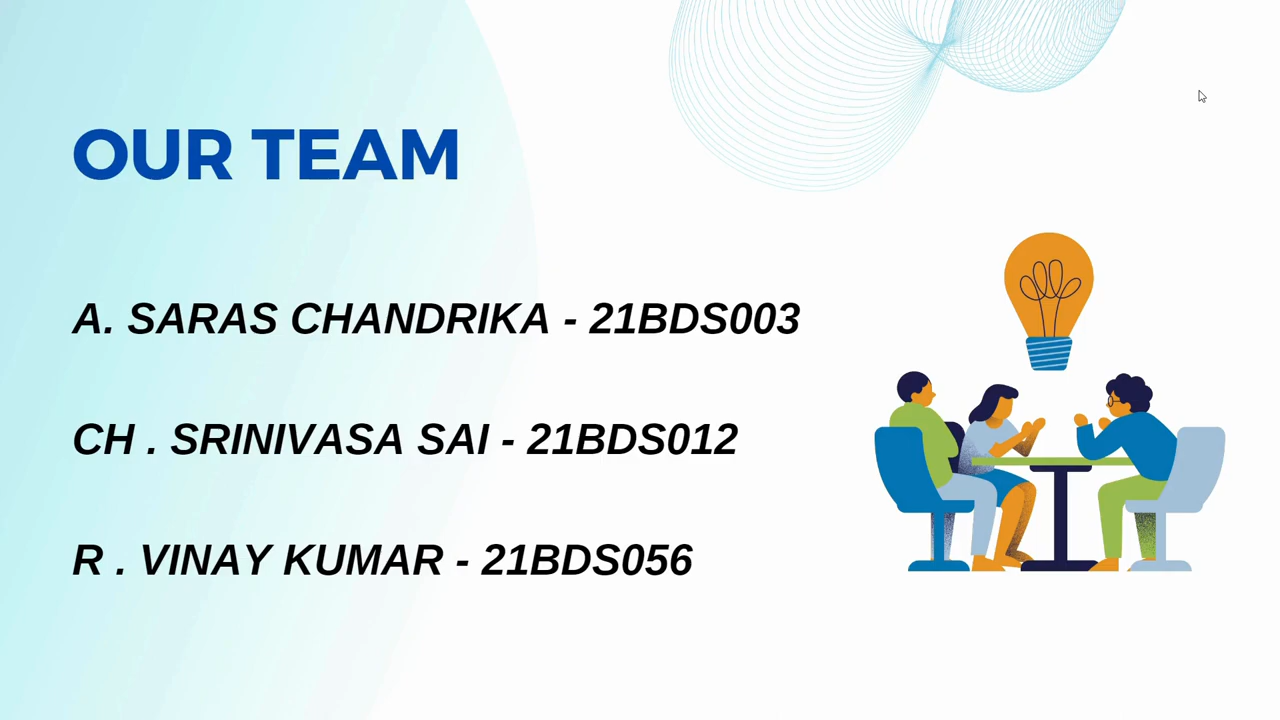 OUR TEAM
A. SARAS CHANDRIKA - 21BDS003
CH . SRINIVASA SAI - 21BDS012
R . VINAY KUMAR - 21BDS056